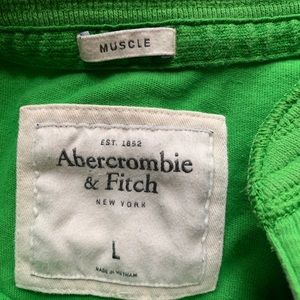 MUSCLE
EST. 1892
Abercrombie
& Fitch
NEW YORK
L
MADE IN VIETNAM